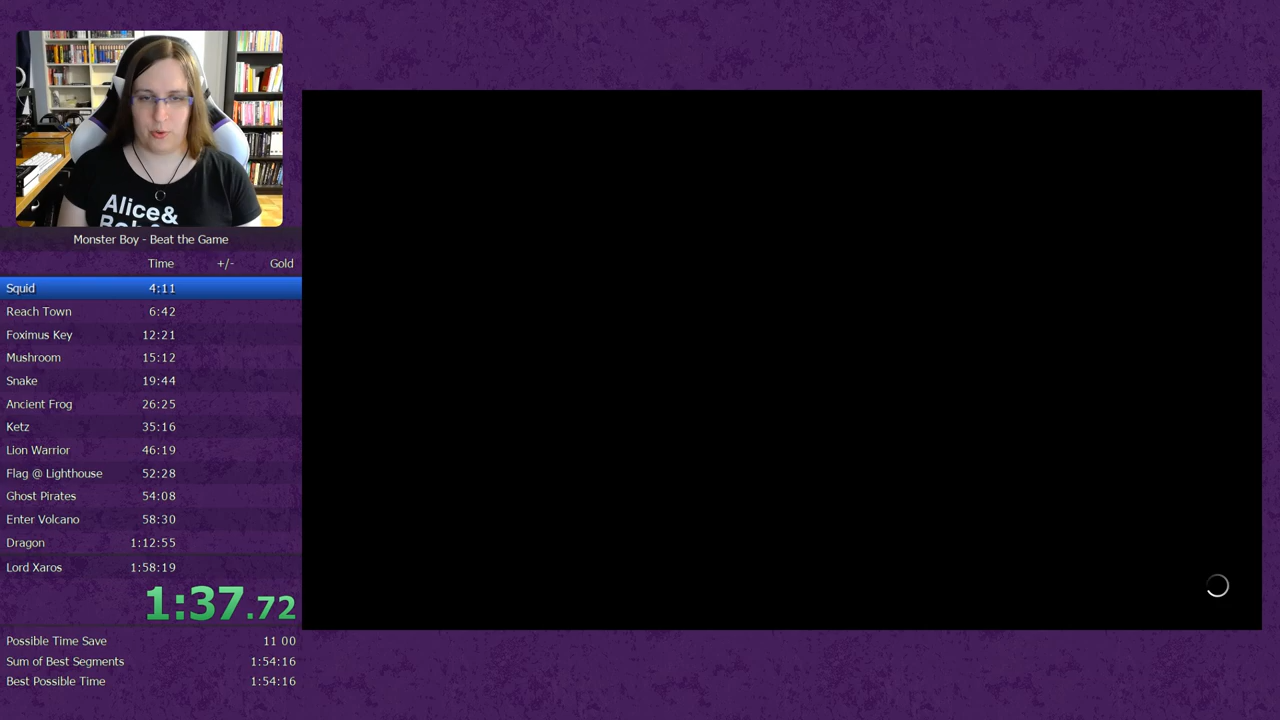 Alice&
Monster Boy - Beat the Game
Time +/- Gold
Squid 4:11
Reach Town 6:42
Foximus Key 12:21
Mushroom 15:12
Snake 19:44
Ancient Frog 26:25
Ketz 35:16
Lion Warrior 46:19
Flag @ Lighthouse 52:28
Ghost Pirates 54:08
Enter Volcano 58:30
Dragon 1:12:55
Lord Xaros 1:58:19
1:37.72
Possible Time Save 11 00
Sum of Best Segments 1:54:16
Best Possible Time 1:54:16